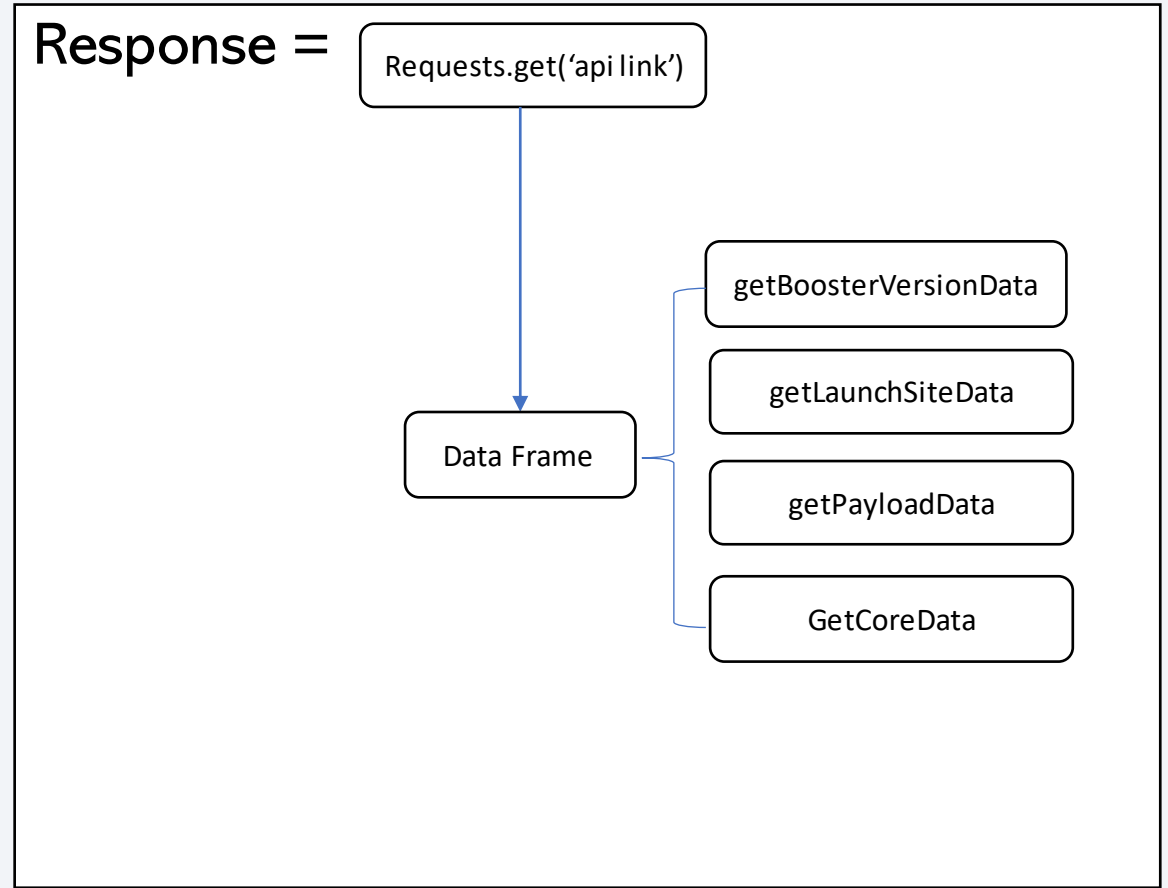 Response =
Requests.get(‘api link’)
getBoosterVersionData
getLaunchSiteData
Data Frame
getPayloadData
GetCoreData